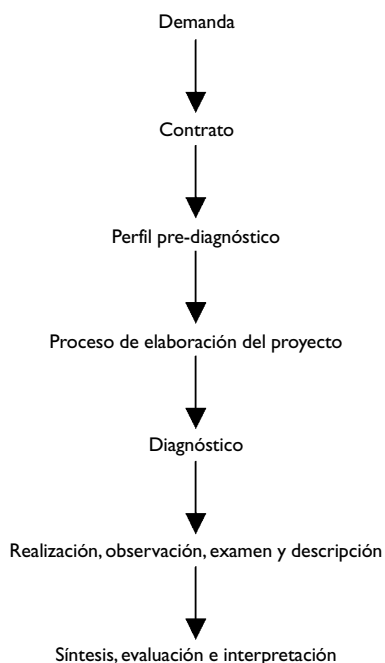 Demanda
Contrato
Perfil pre-diagnóstico
Proceso de elaboración del proyecto
Diagnóstico
Realización, observación, examen y descripción
Síntesis, evaluación e interpretación